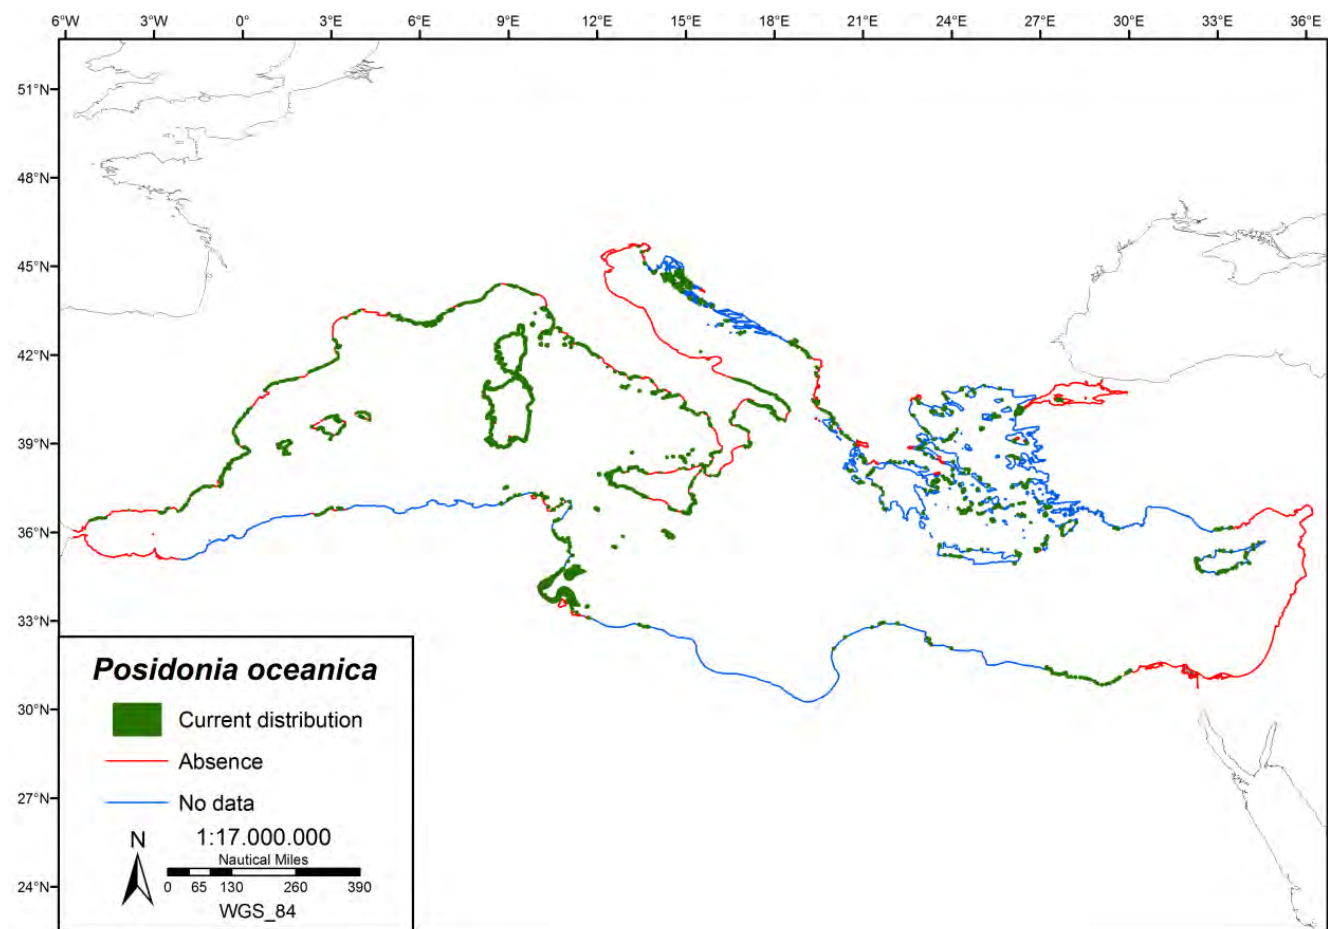 6°W 3°W 0° 3°E 6°E 9°E 12°E 15°E 18°E 21°E 24°E 27°E 30°E 33°E 36°E
51°N
48°N
45°N
42°N
39°N
36°N
33°N
30°N
27°N
24°N
Posidonia oceanica
Current distribution
Absence
No data
N
1:17.000.000
Nautical Miles
0 65 130 260 390
WGS_84